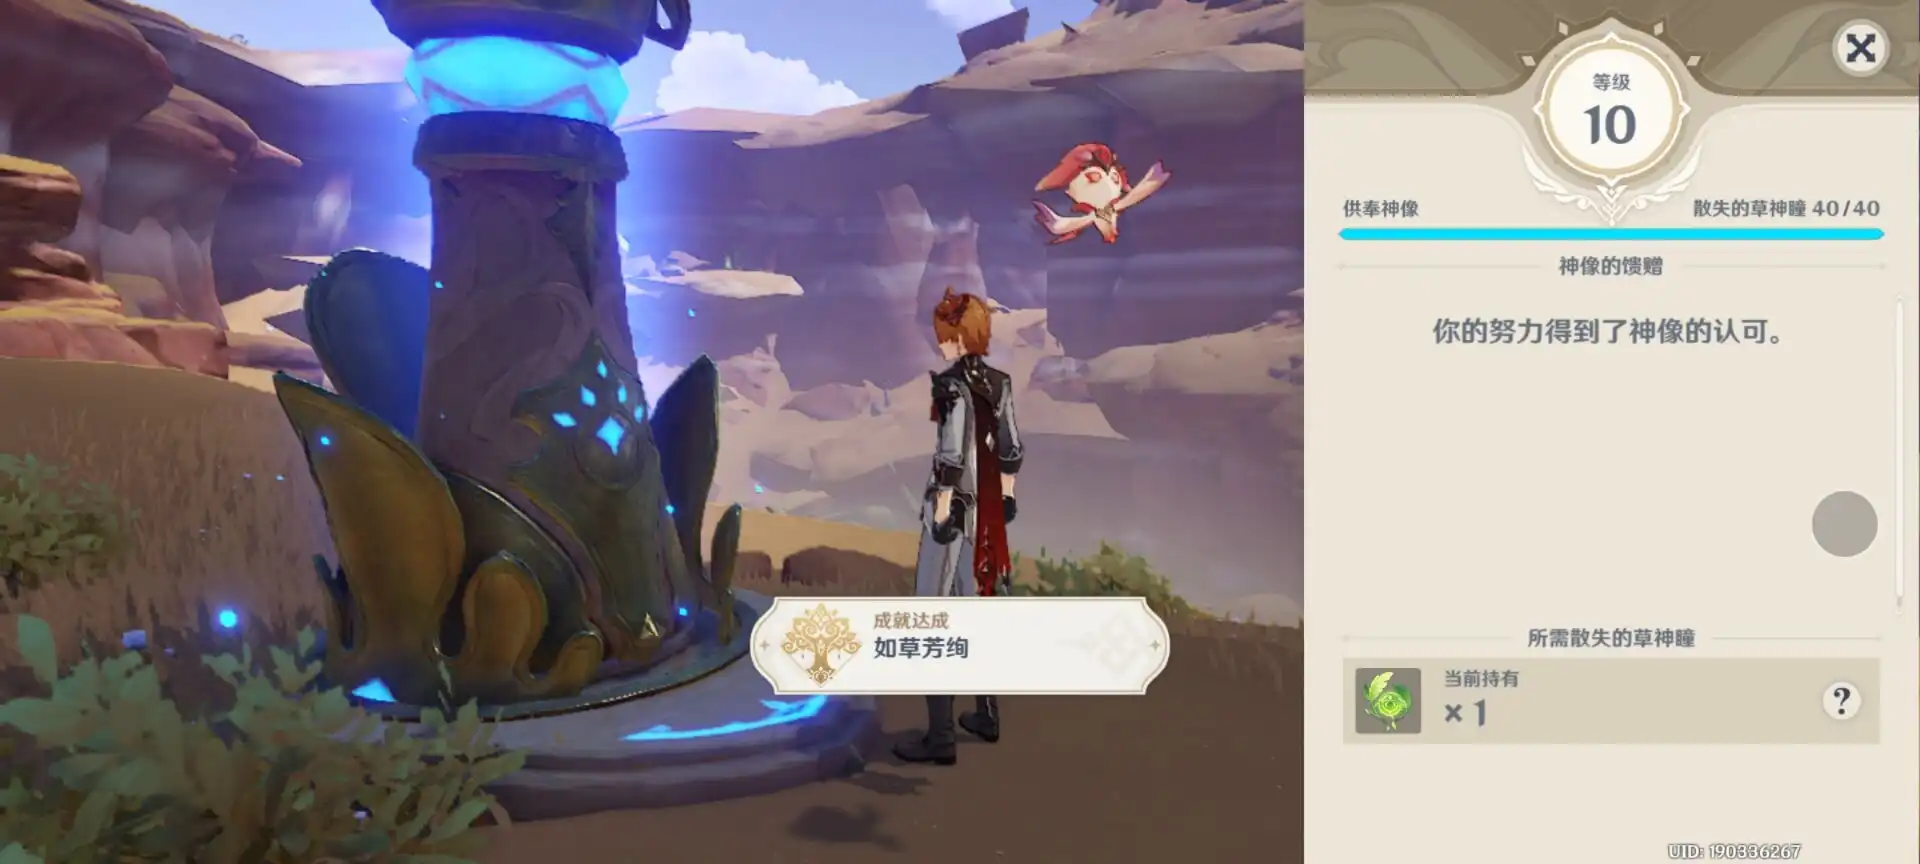 等级
10
供奉神像
散失的草神瞳 40/40
神像的馈赠
你的努力得到了神像的认可。
成就达成
如草芳绚
所需散失的草神瞳
当前持有
× 1
?
UID: 190336267